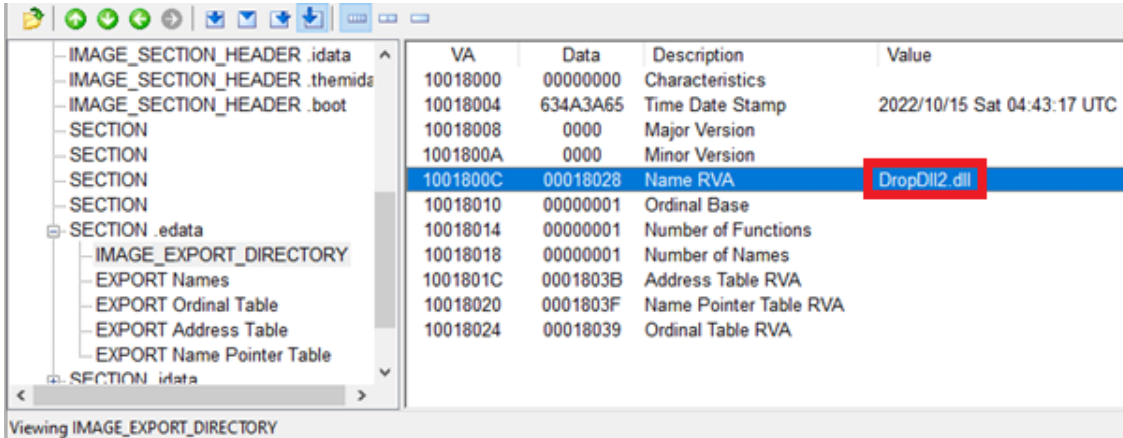 IMAGE_SECTION_HEADER .idata
IMAGE_SECTION_HEADER .themida
IMAGE_SECTION_HEADER .boot
SECTION
SECTION
SECTION
SECTION
SECTION .edata
IMAGE_EXPORT_DIRECTORY
EXPORT Names
EXPORT Ordinal Table
EXPORT Address Table
EXPORT Name Pointer Table
SECTION .idata
VA Data Description Value
10018000 00000000 Characteristics
10018004 634A3A65 Time Date Stamp 2022/10/15 Sat 04:43:17 UTC
10018008 0000 Major Version
1001800A 0000 Minor Version
1001800C 00018028 Name RVA DropDll2.dll
10018010 00000001 Ordinal Base
10018014 00000001 Number of Functions
10018018 00000001 Number of Names
1001801C 0001803B Address Table RVA
10018020 0001803F Name Pointer Table RVA
10018024 00018039 Ordinal Table RVA
Viewing IMAGE_EXPORT_DIRECTORY